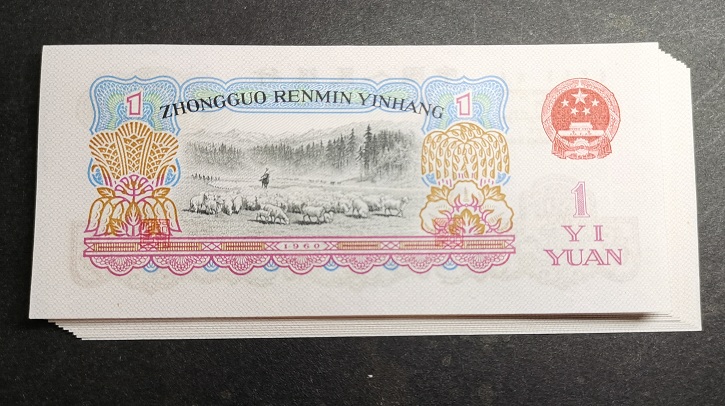 1 ZHONGGUO RENMIN YINHANG 1
1960
1
YI
YUAN